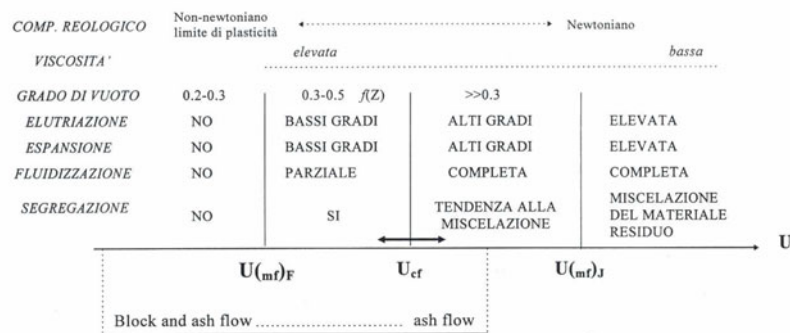 COMP. REOLOGICO Non-newtoniano limite di plasticità Newtoniano
VISCOSITA' elevata bassa
GRADO DI VUOTO 0.2-0.3 0.3-0.5 f(Z) >>0.3
ELUTRIAZIONE NO BASSI GRADI ALTI GRADI ELEVATA
ESPANSIONE NO BASSI GRADI ALTI GRADI ELEVATA
FLUIDIZZAZIONE NO PARZIALE COMPLETA COMPLETA
SEGREGAZIONE NO SI TENDENZA ALLA MISCELAZIONE MISCELAZIONE DEL MATERIALE RESIDUO
U
U(mf)F Ucf U(mf)J
Block and ash flow ........................... ash flow